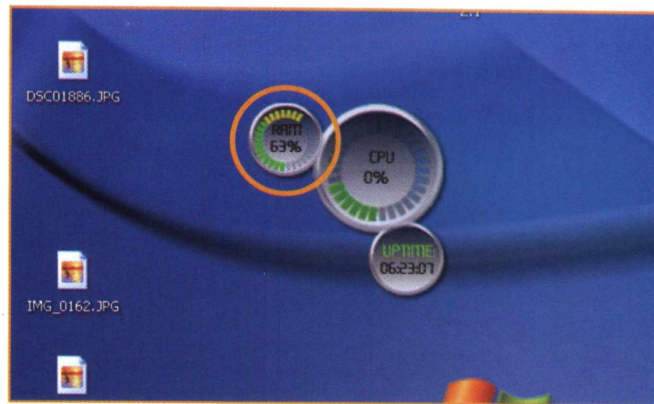 DSC01886.JPG
RAM
63%
CPU
0%
UPTIME:
06:23:07
IMG_0162.JPG